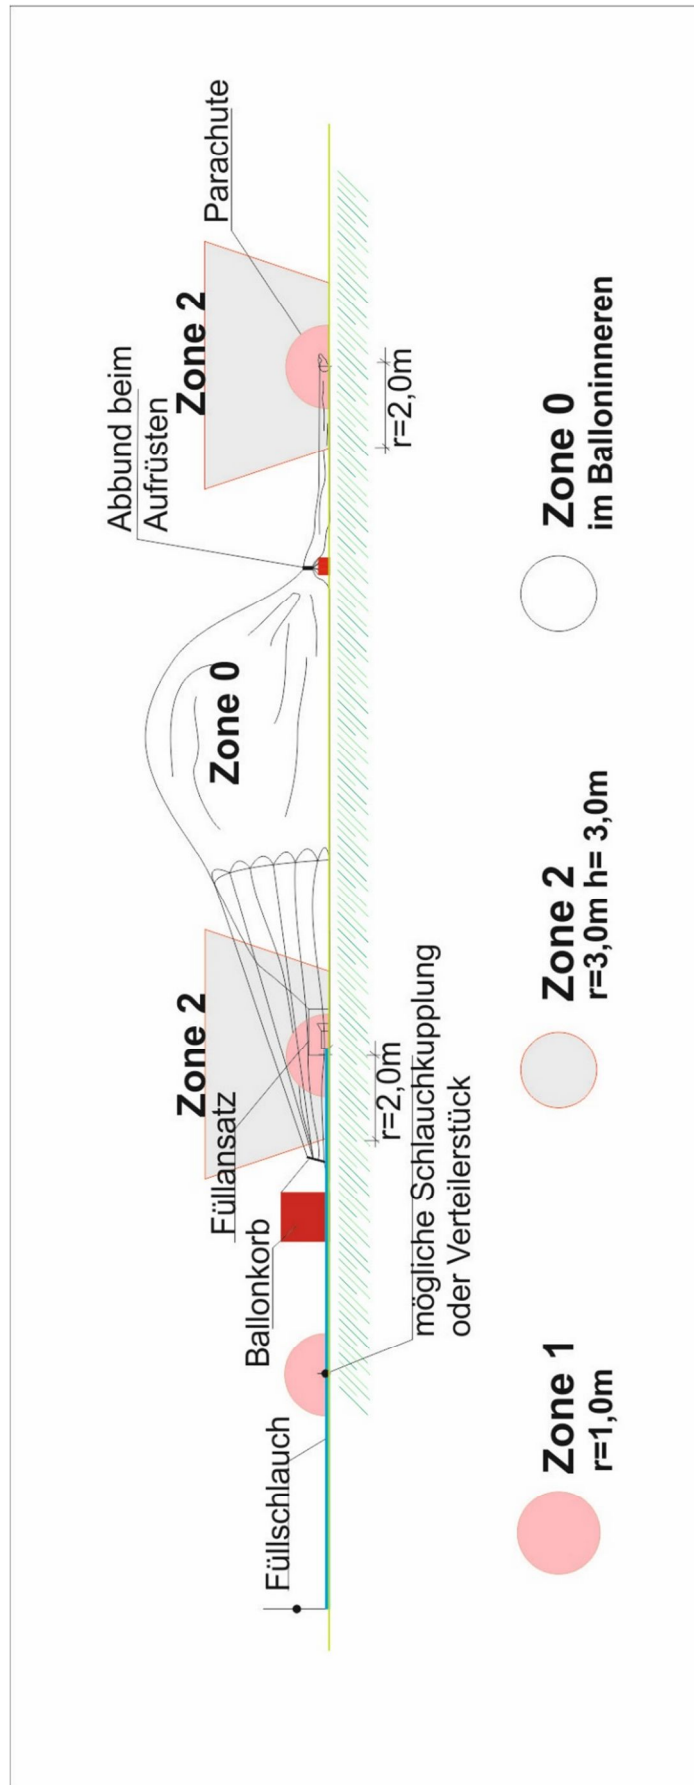 Füllschlauch
Ballonkorb
Füllansatz
Zone 2
Zone 0
Abbund beim
Aufrüsten
Zone 2
Parachute
r=2,0m
mögliche Schlauchkupplung
oder Verteilerstück
r=2,0m
Zone 1
r=1,0m
Zone 2
r=3,0m h= 3,0m
Zone 0
im Balloninneren